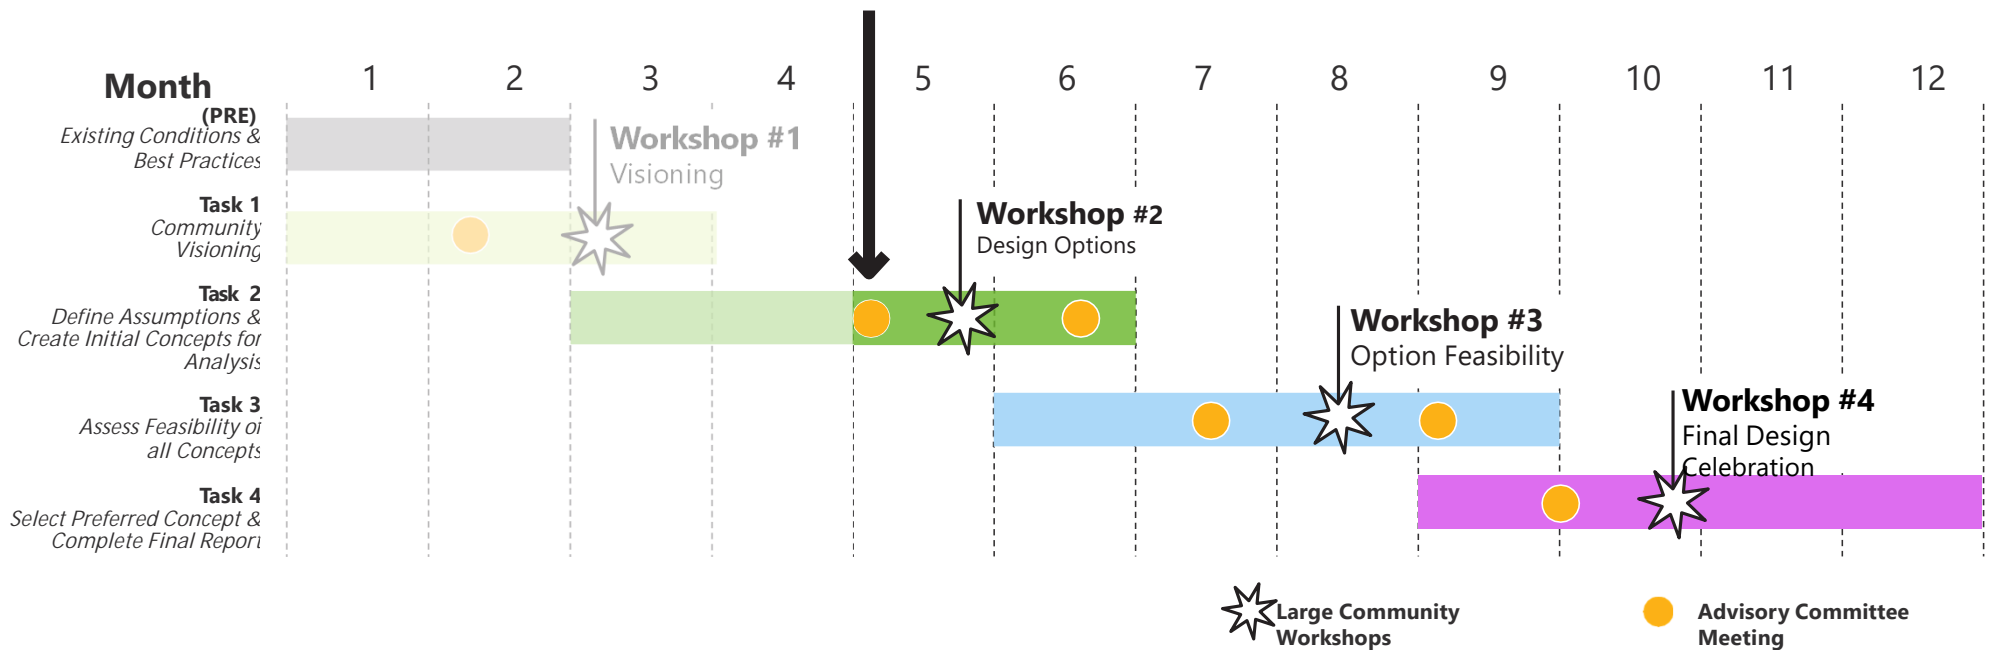 Month
1 2 3 4 5 6 7 8 9 10 11 12
(PRE)
Existing Conditions &
Best Practices
Workshop #1
Visioning
Task 1
Community
Visioning
Workshop #2
Design Options
Task 2
Define Assumptions &
Create Initial Concepts for
Analysis
Workshop #3
Option Feasibility
Task 3
Assess Feasibility of
all Concepts
Workshop #4
Final Design
Celebration
Task 4
Select Preferred Concept &
Complete Final Report
Large Community
Workshops
Advisory Committee
Meeting